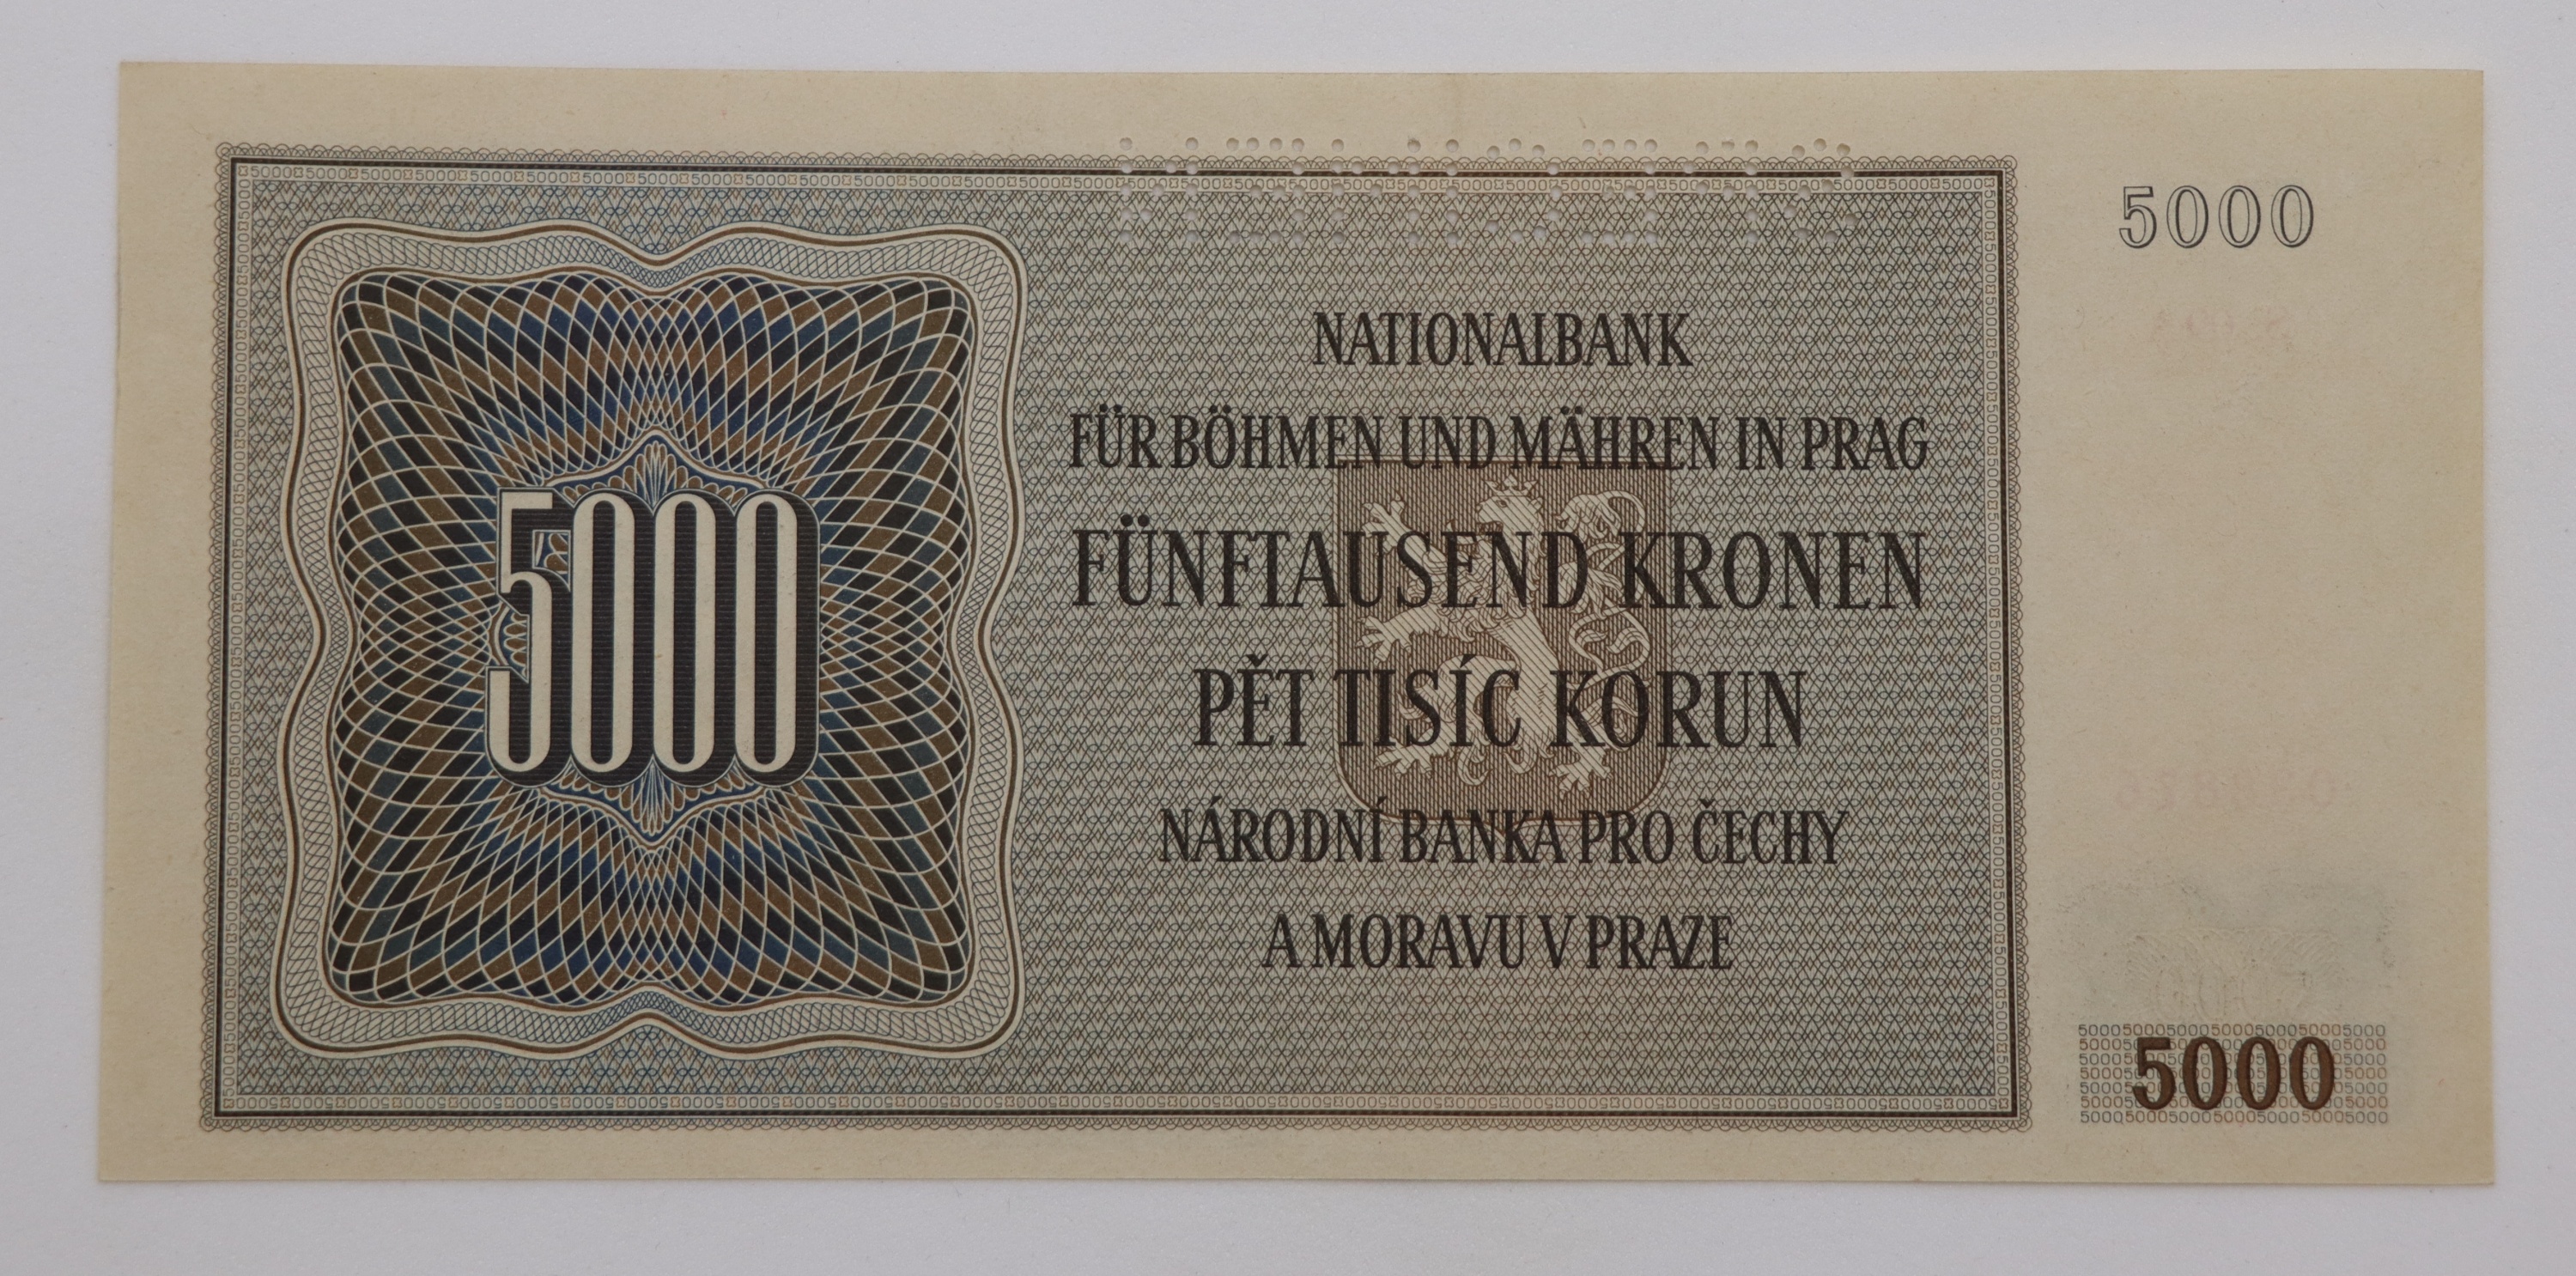 5000
NATIONALBANK
FÜR BÖHMEN UND MÄHREN IN PRAG
FÜNFTAUSEND KRONEN
5000
PĚT TISÍC KORUN
NÁRODNÍ BANKA PRO ČECHY
A MORAVU V PRAZE
5000